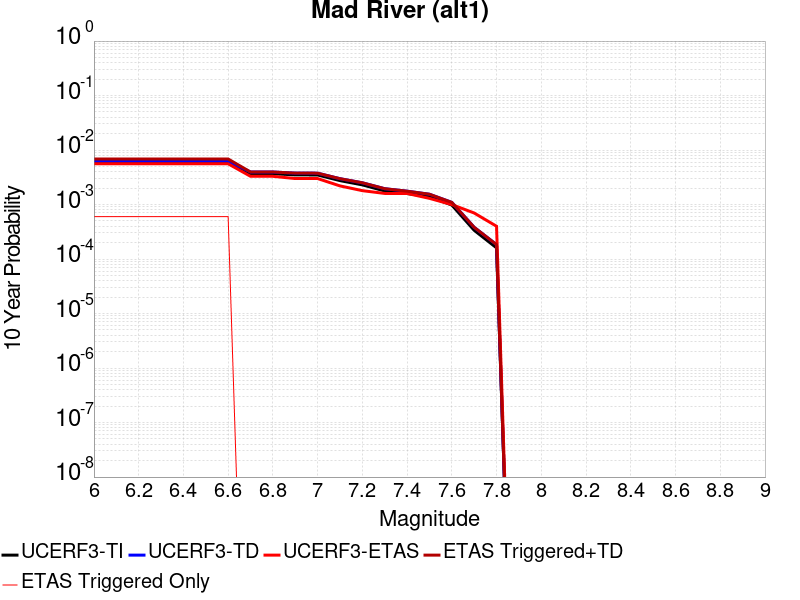 Mad River (alt1)
10^0
10^-1
10^-2
10^-3
10^-4
10^-5
10^-6
10^-7
10^-8
10 Year Probability
6 6.2 6.4 6.6 6.8 7 7.2 7.4 7.6 7.8 8 8.2 8.4 8.6 8.8 9
Magnitude
UCERF3-TI UCERF3-TD UCERF3-ETAS ETAS Triggered+TD
ETAS Triggered Only